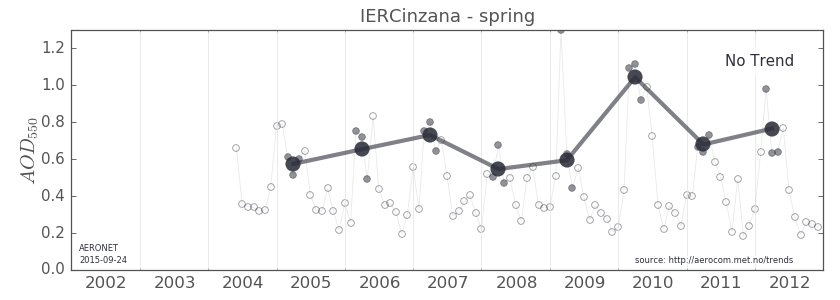 IERCinzana - spring
No Trend
1.2
1.0
0.8
0.6
0.4
0.2
0.0
AOD550
AERONET
2015-09-24
source: http://aerocom.met.no/trends
2002 2003 2004 2005 2006 2007 2008 2009 2010 2011 2012